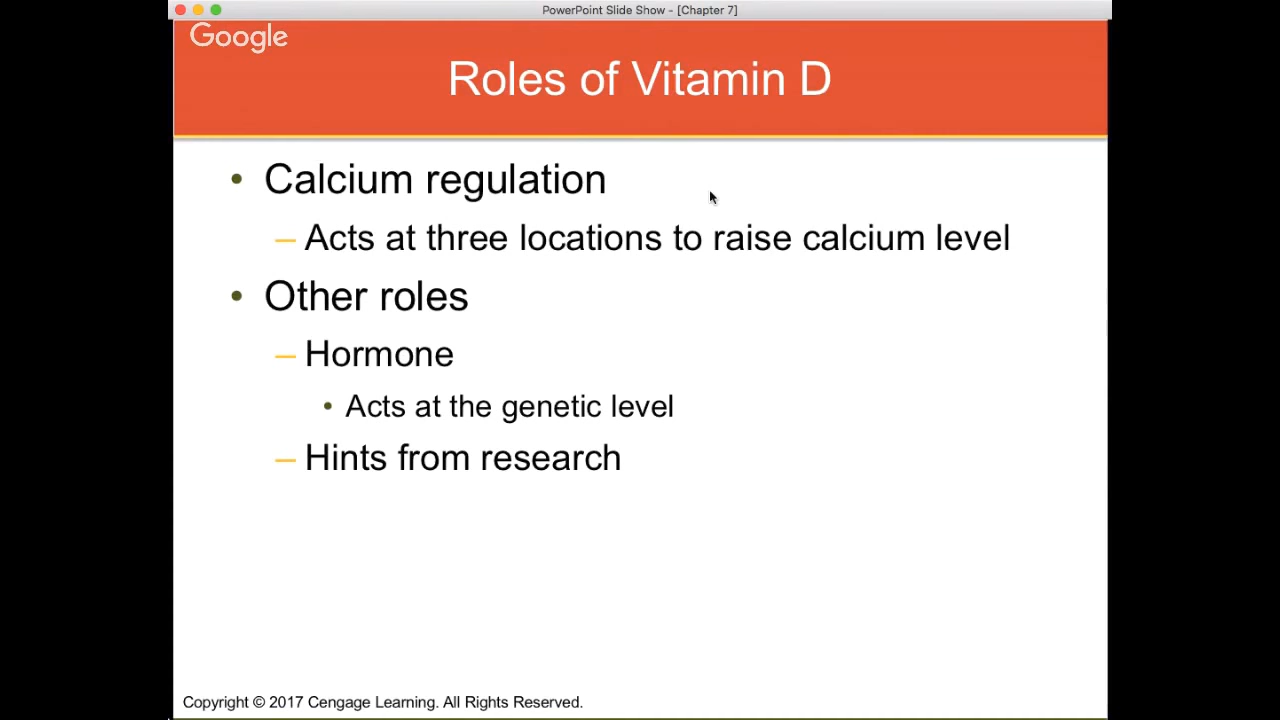 PowerPoint Slide Show - [Chapter 7]
Google
Roles of Vitamin D
• Calcium regulation
– Acts at three locations to raise calcium level
• Other roles
– Hormone
• Acts at the genetic level
– Hints from research
Copyright © 2017 Cengage Learning. All Rights Reserved.